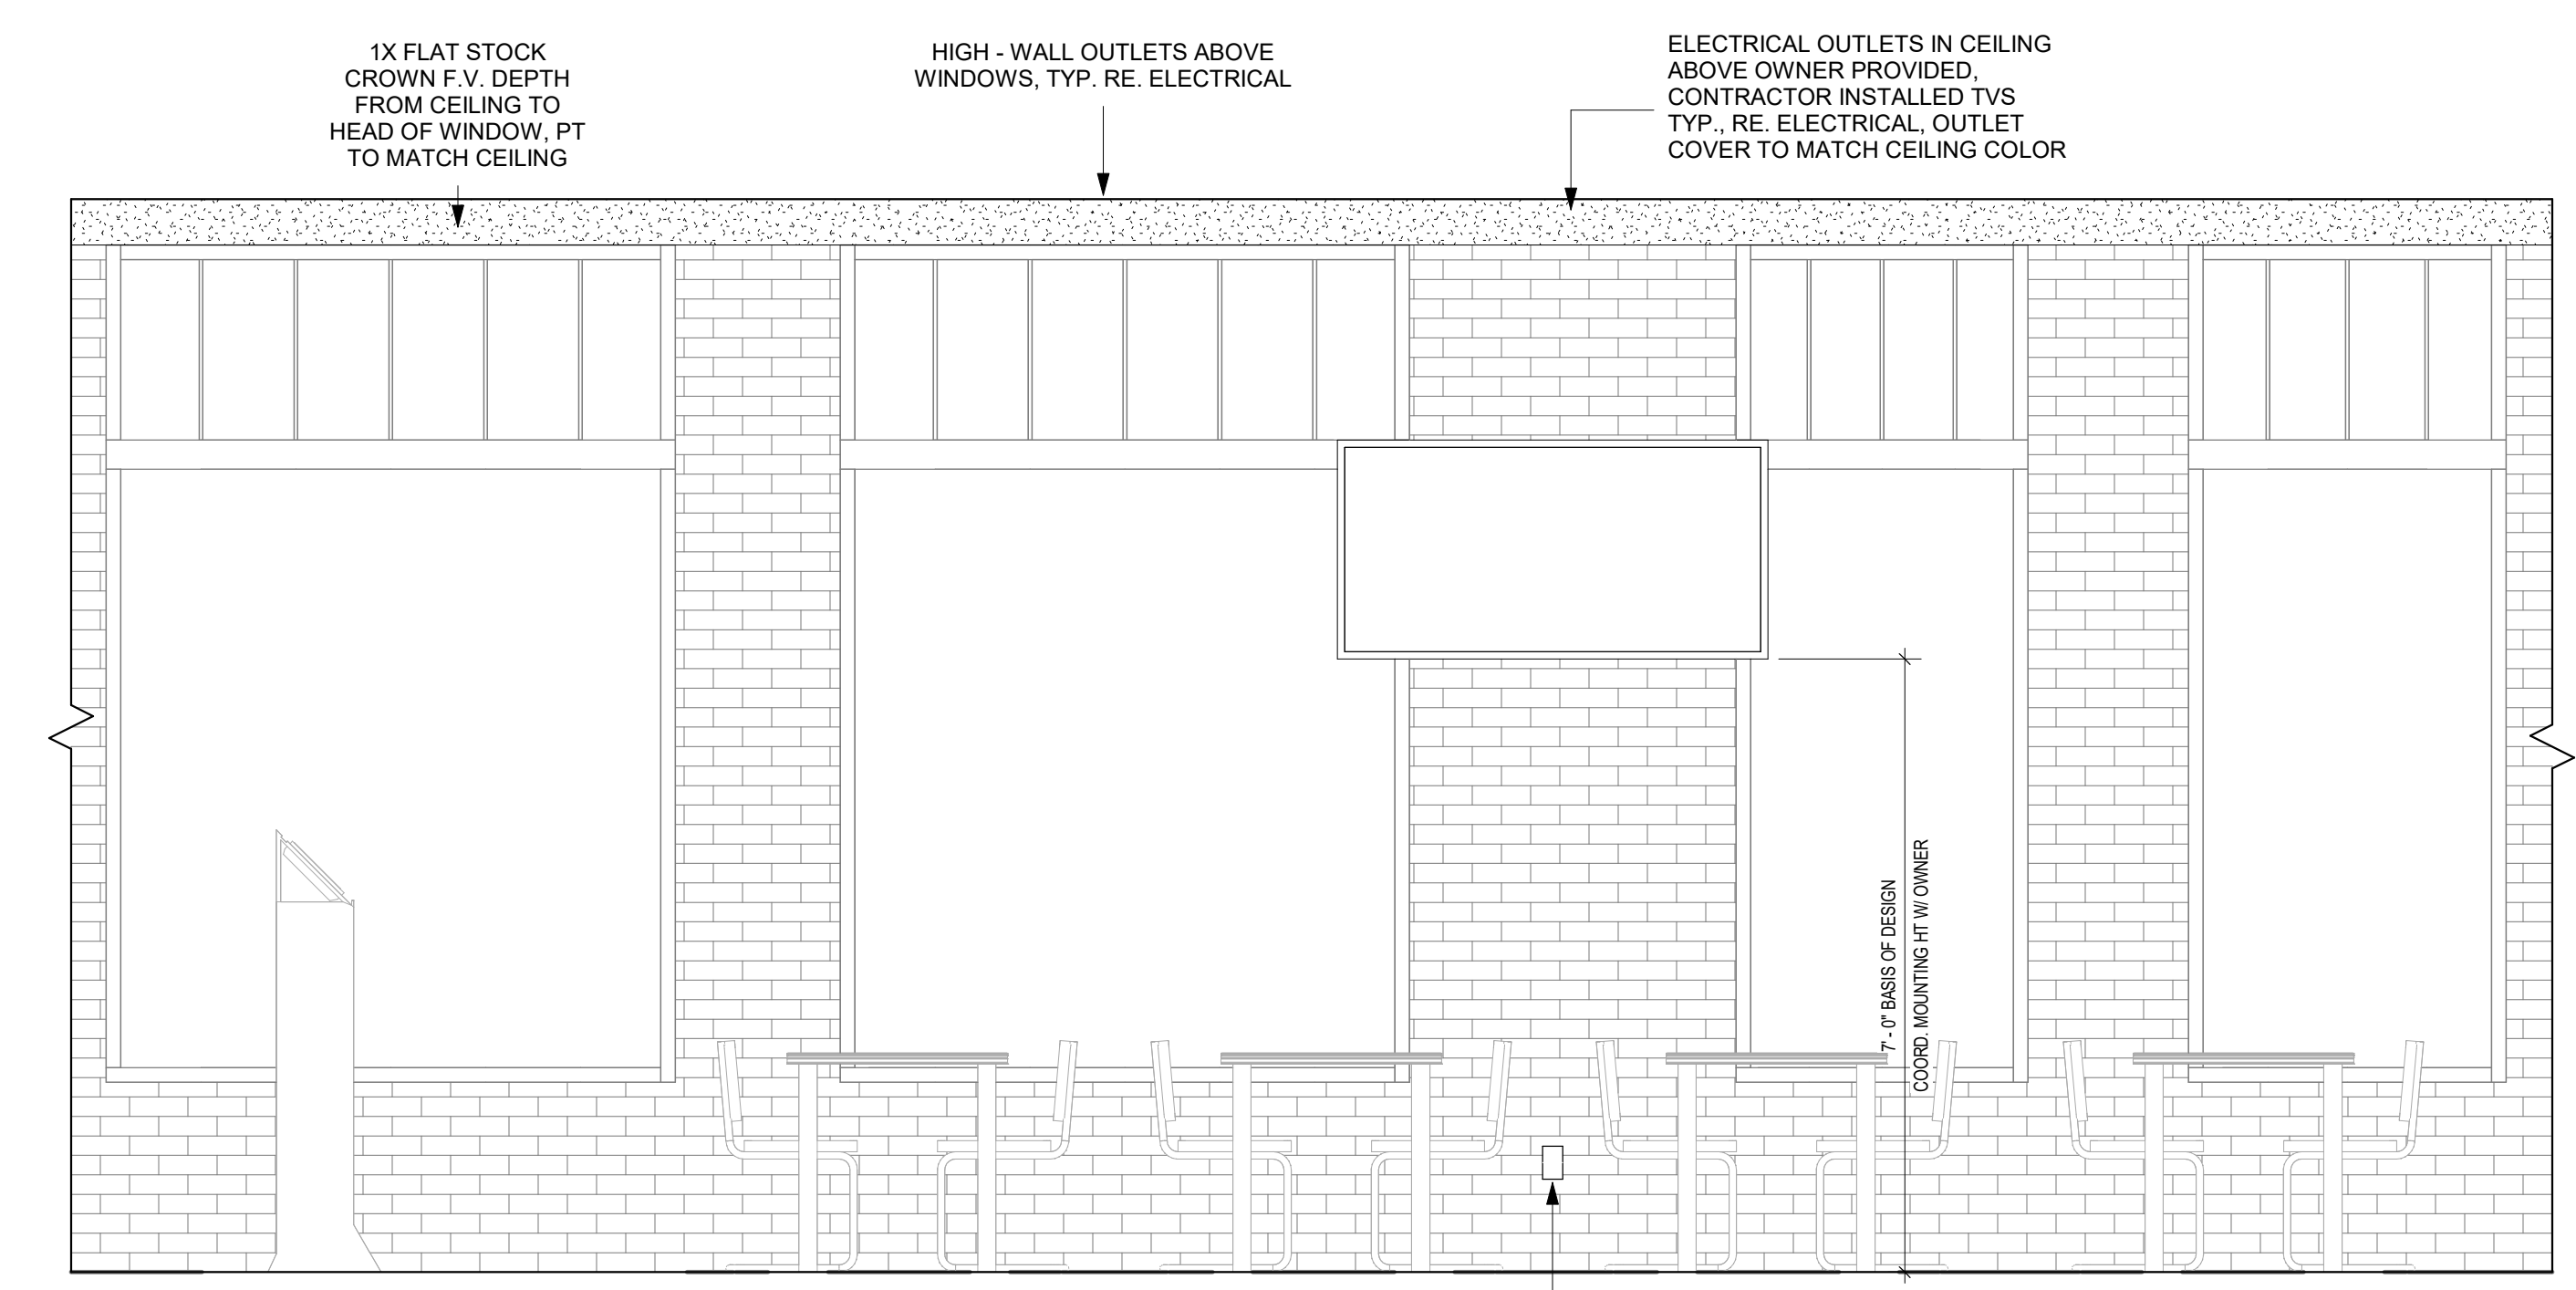 1X FLAT STOCK
CROWN F.V. DEPTH
FROM CEILING TO
HEAD OF WINDOW, PT
TO MATCH CEILING
HIGH - WALL OUTLETS ABOVE
WINDOWS, TYP. RE. ELECTRICAL
ELECTRICAL OUTLETS IN CEILING
ABOVE OWNER PROVIDED,
CONTRACTOR INSTALLED TVS
TYP., RE. ELECTRICAL, OUTLET
COVER TO MATCH CEILING COLOR
7' - 0" BASIS OF DESIGN
COORD. MOUNTING HT W/ OWNER